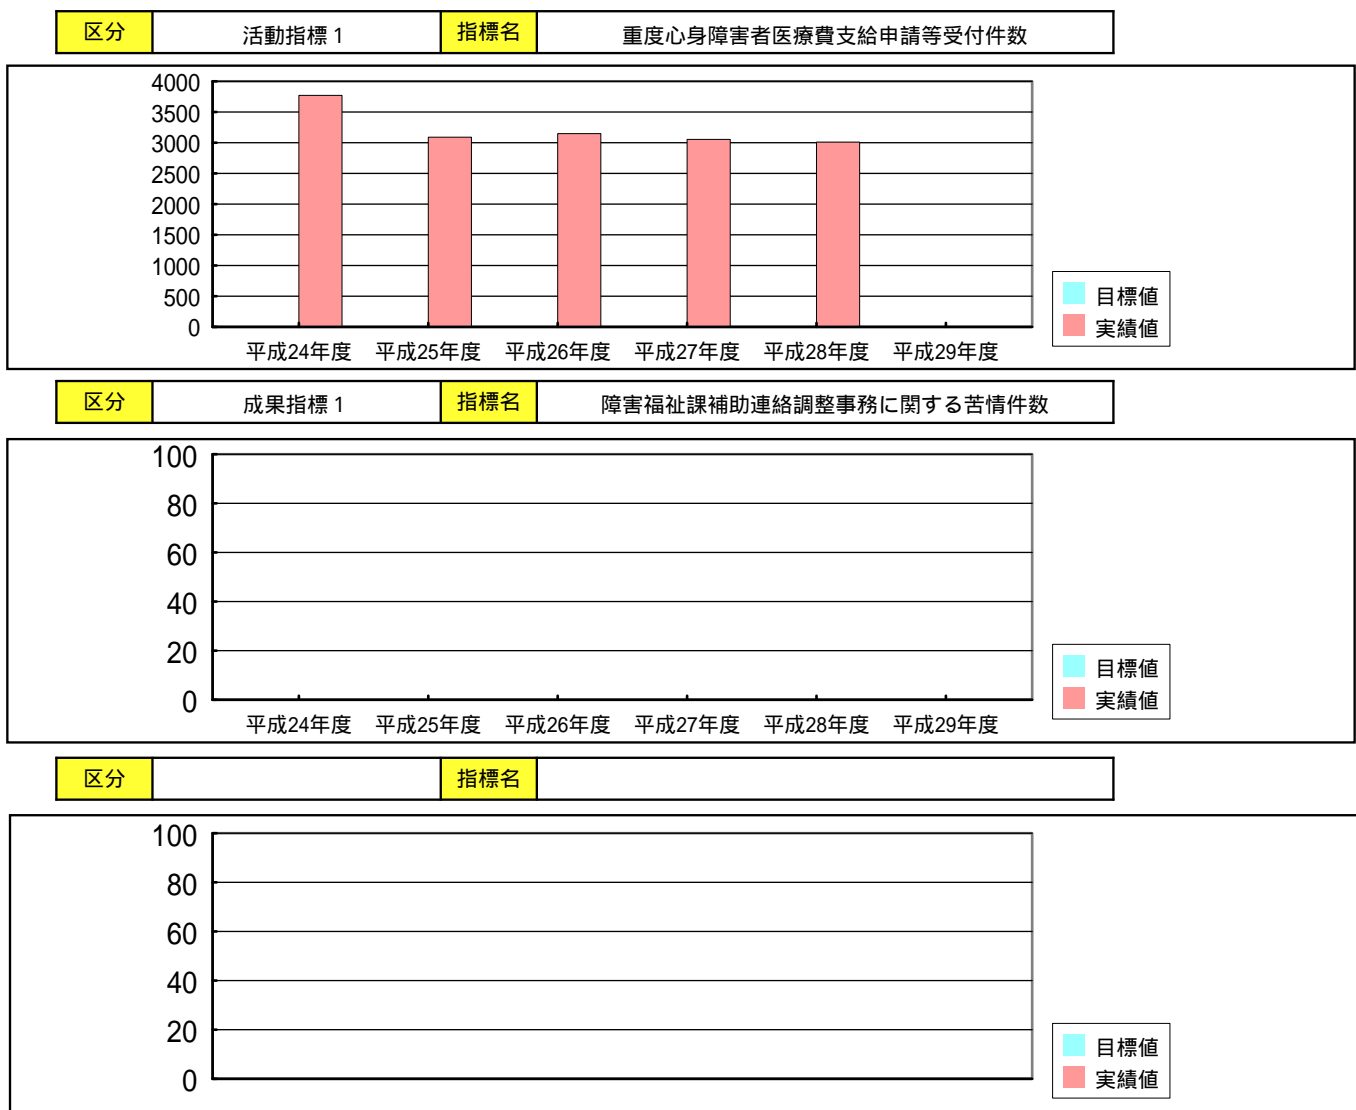 区分 活動指標1 指標名 重度心身障害者医療費支給申請等受付件数
4000
3500
3000
2500
2000
1500
1000
500
0
平成24年度 平成25年度 平成26年度 平成27年度 平成28年度 平成29年度
目標値
実績値
区分 成果指標1 指標名 障害福祉課補助連絡調整事務に関する苦情件数
100
80
60
40
20
0
平成24年度 平成25年度 平成26年度 平成27年度 平成28年度 平成29年度
目標値
実績値
区分 指標名
100
80
60
40
20
0
目標値
実績値